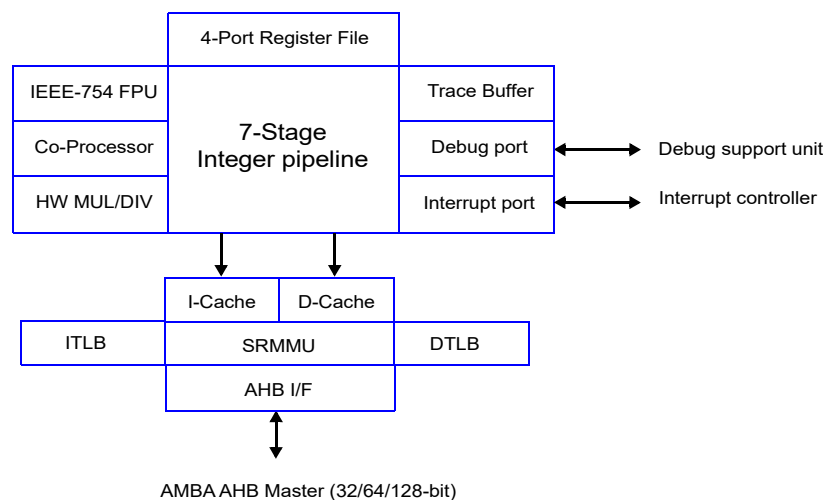 4-Port Register File
IEEE-754 FPU
7-Stage
Integer pipeline
Trace Buffer
Co-Processor
Debug port
Debug support unit
HW MUL/DIV
Interrupt port
Interrupt controller
I-Cache
D-Cache
ITLB
SRMMU
DTLB
AHB I/F
AMBA AHB Master (32/64/128-bit)